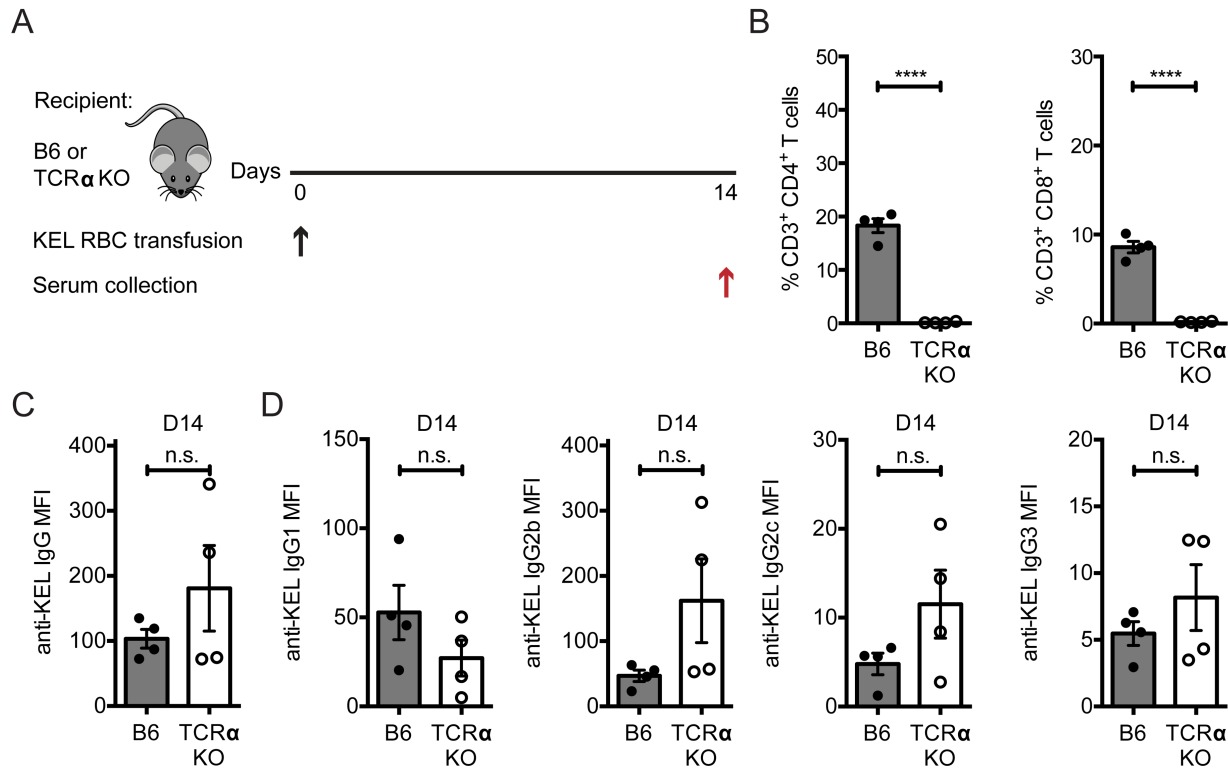 A
Recipient:
B6 or
TCRα KO
Days
0
14
KEL RBC transfusion
Serum collection
B
% CD3⁺ CD4⁺ T cells
50
40
30
20
10
0
****
B6
TCRα
KO
% CD3⁺ CD8⁺ T cells
30
20
10
0
****
B6
TCRα
KO
C
D14
n.s.
anti-KEL IgG MFI
400
300
200
100
0
B6
TCRα
KO
D
D14
n.s.
anti-KEL IgG1 MFI
150
100
50
0
B6
TCRα
KO
D14
n.s.
anti-KEL IgG2b MFI
400
300
200
100
0
B6
TCRα
KO
D14
n.s.
anti-KEL IgG2c MFI
30
20
10
0
B6
TCRα
KO
D14
n.s.
anti-KEL IgG3 MFI
20
15
10
5
0
B6
TCRα
KO